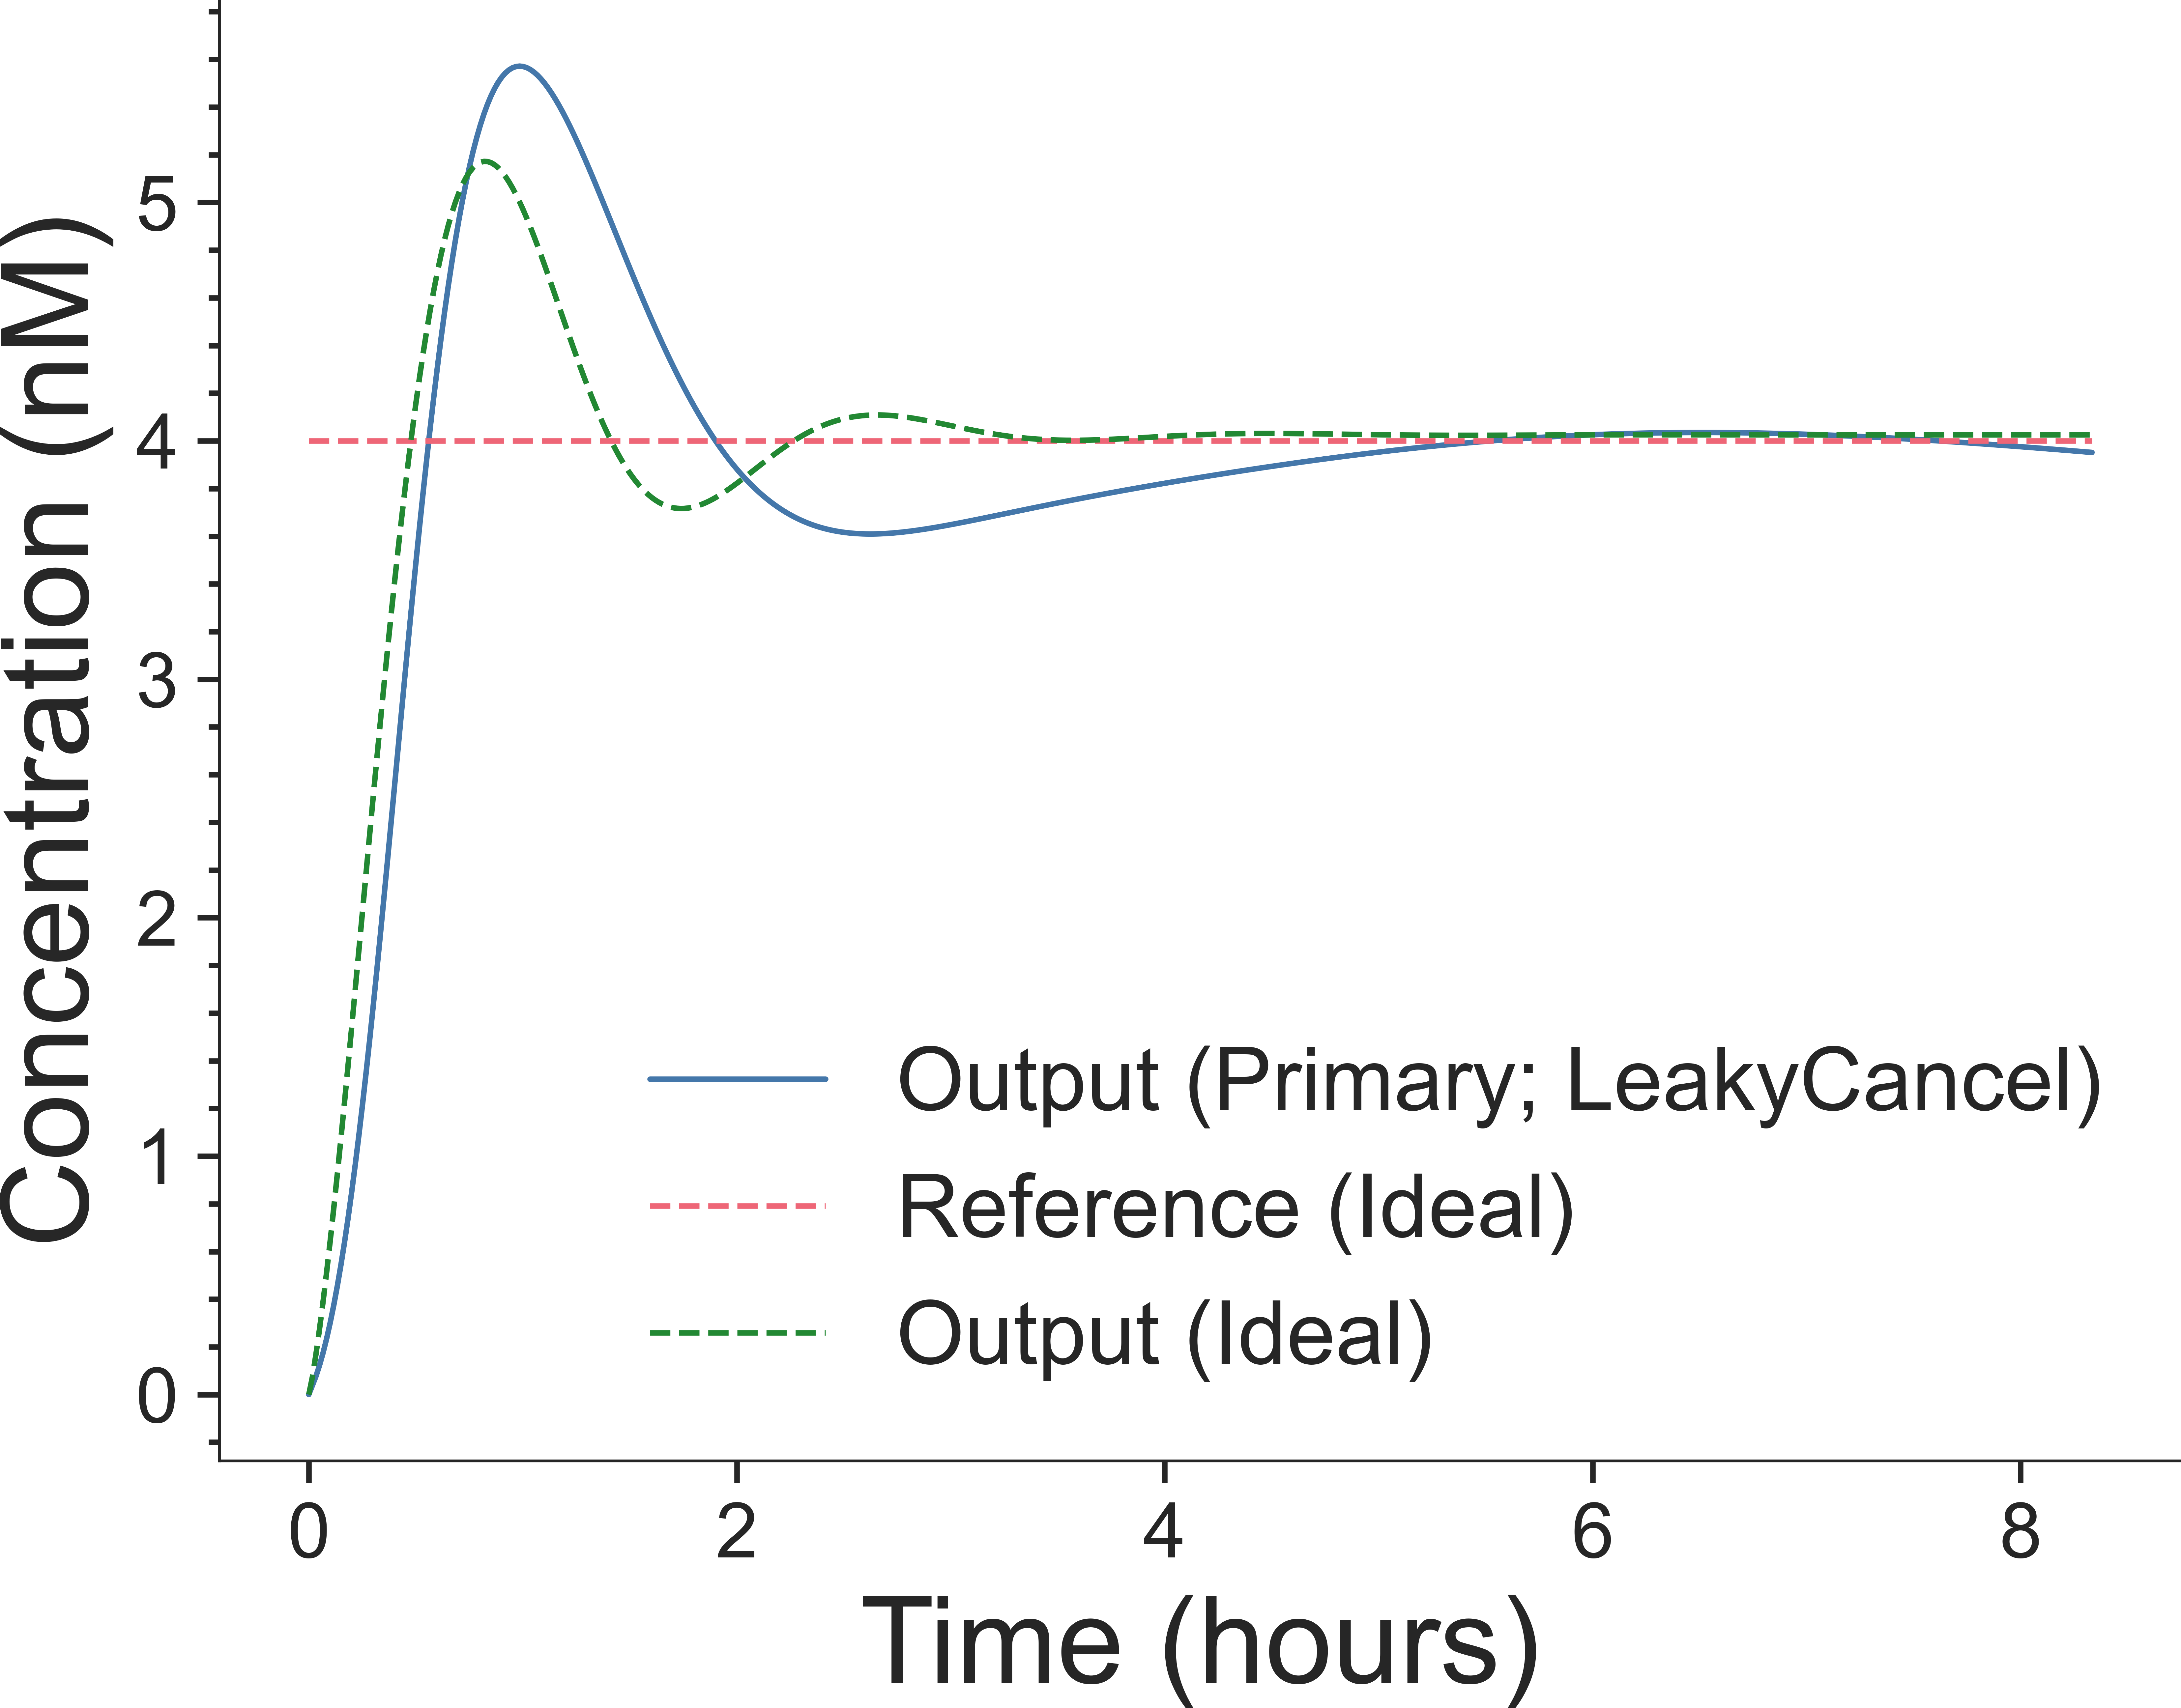 Concentration (nM)
5
4
3
2
1
0
Output (Primary; LeakyCancel)
Reference (Ideal)
Output (Ideal)
0 2 4 6 8
Time (hours)